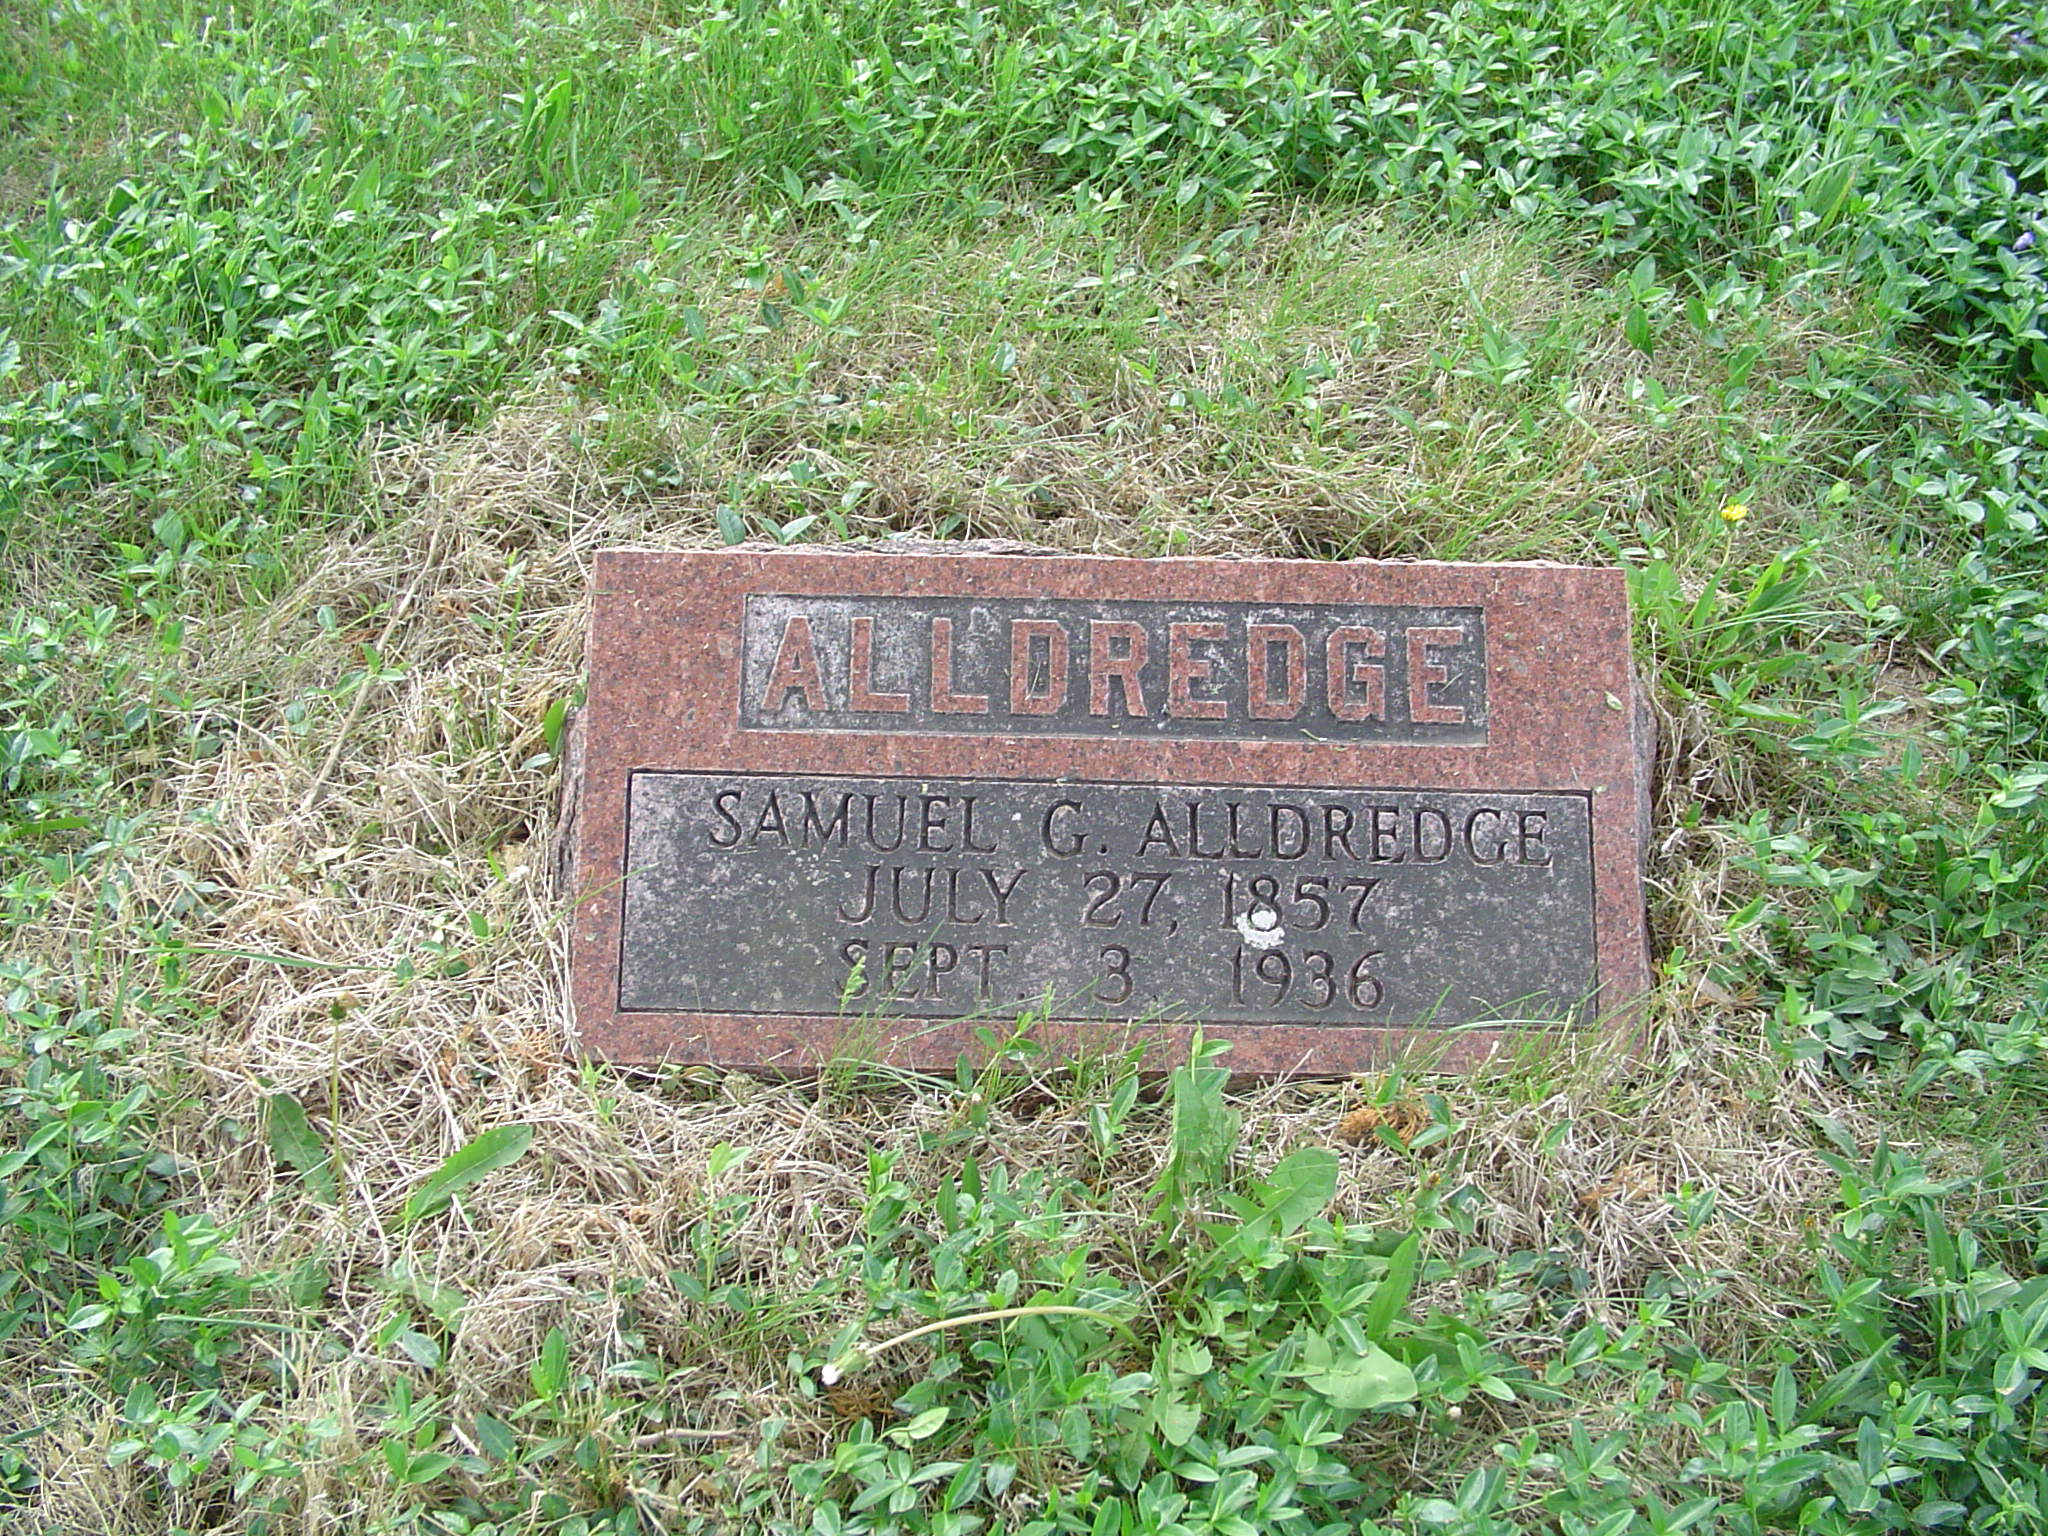 ALLDREDGE
SAMUEL G. ALLDREDGE
JULY 27, 1857
SEPT. 3, 1936